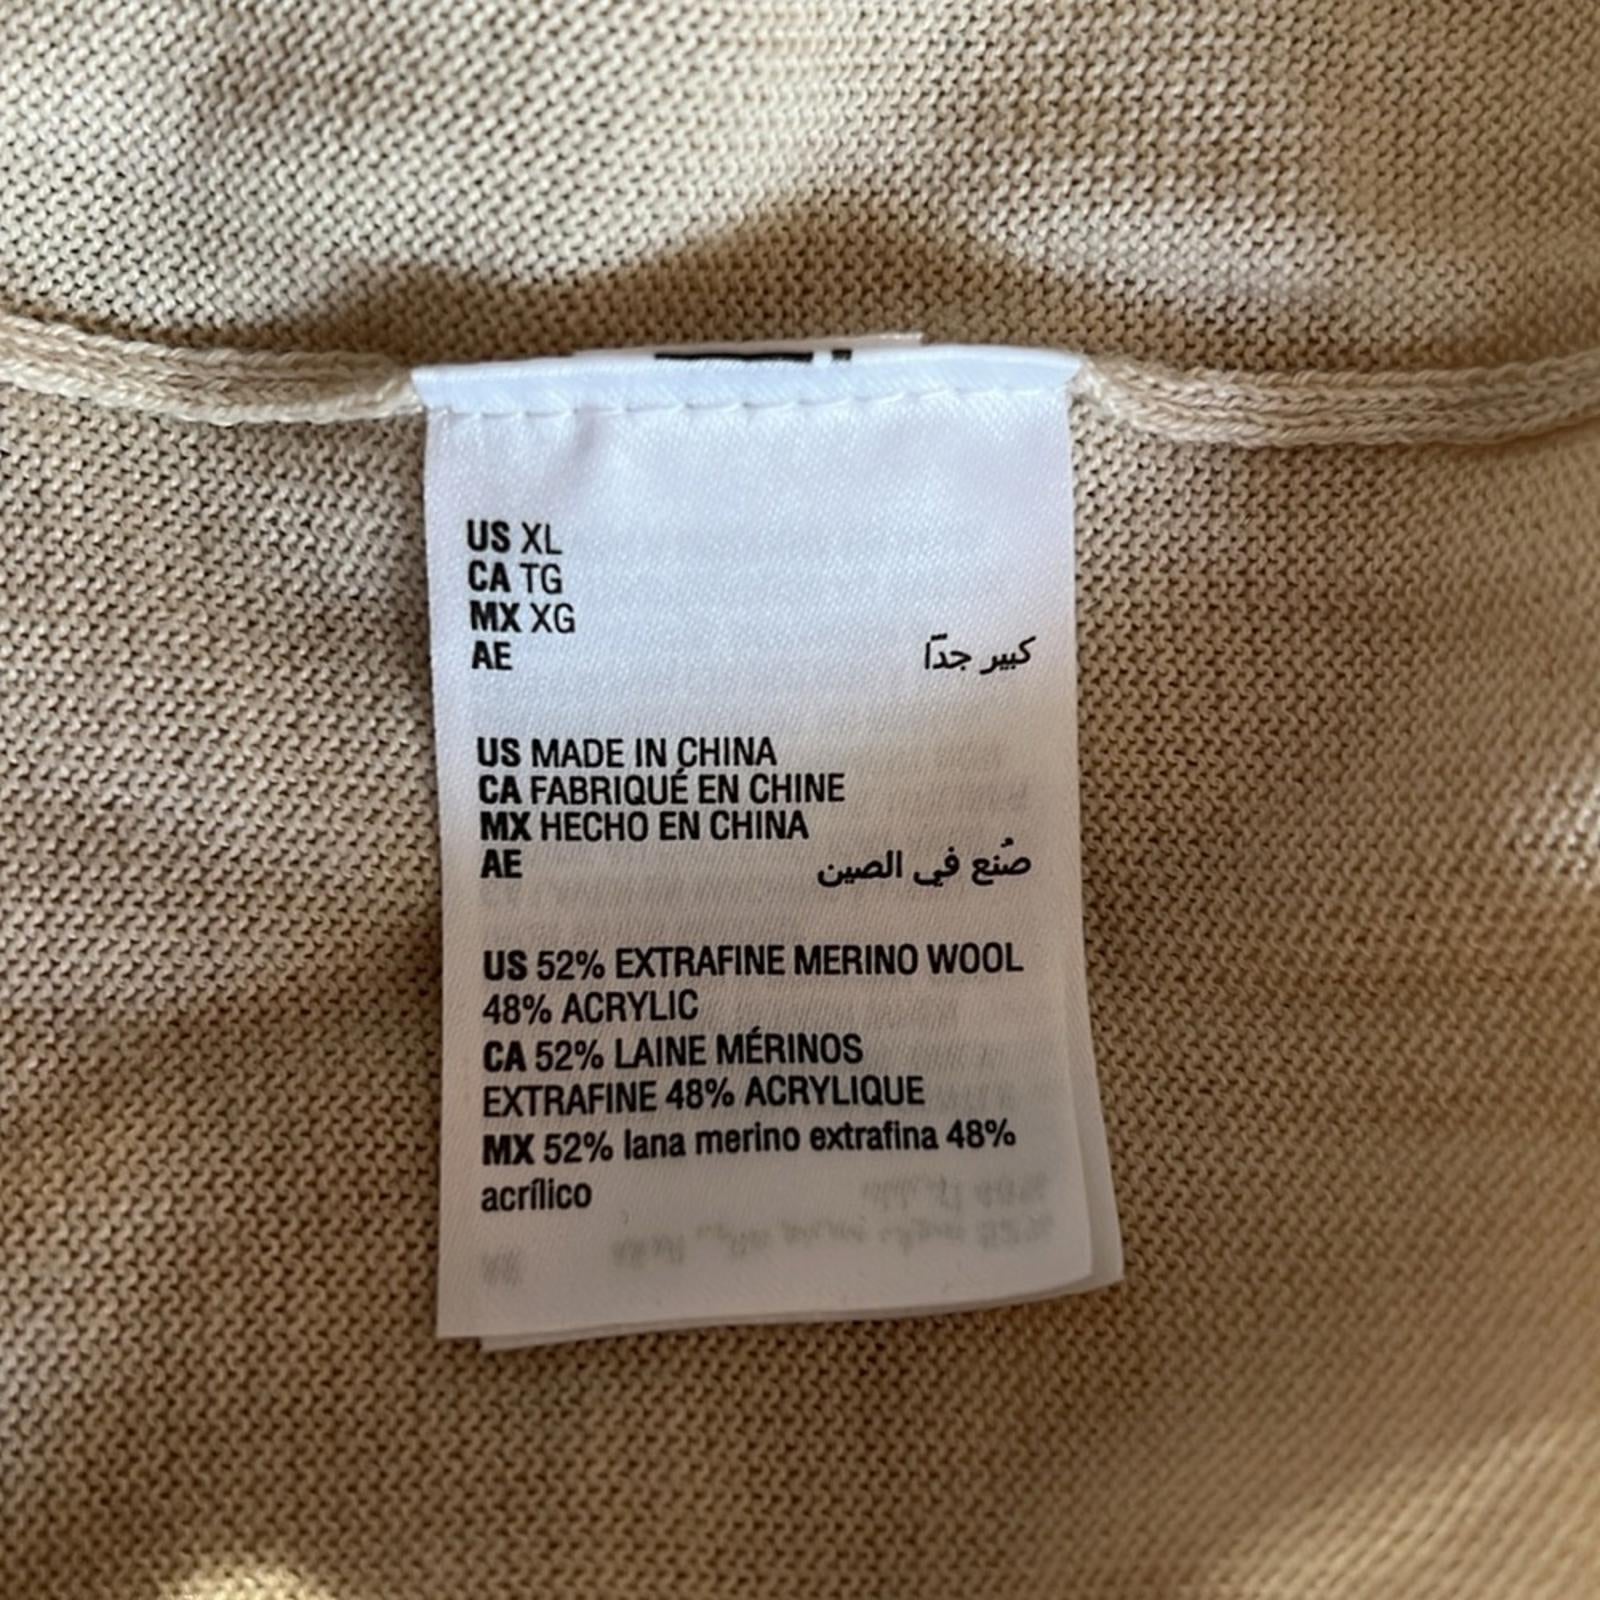 US XL
CA TG
MX XG
AE كبير جدًا
US MADE IN CHINA
CA FABRIQUÉ EN CHINE
MX HECHO EN CHINA
AE صُنع في الصين
US 52% EXTRAFINE MERINO WOOL
48% ACRYLIC
CA 52% LAINE MÉRINOS
EXTRAFINE 48% ACRYLIQUE
MX 52% lana merino extrafina 48%
acrílico